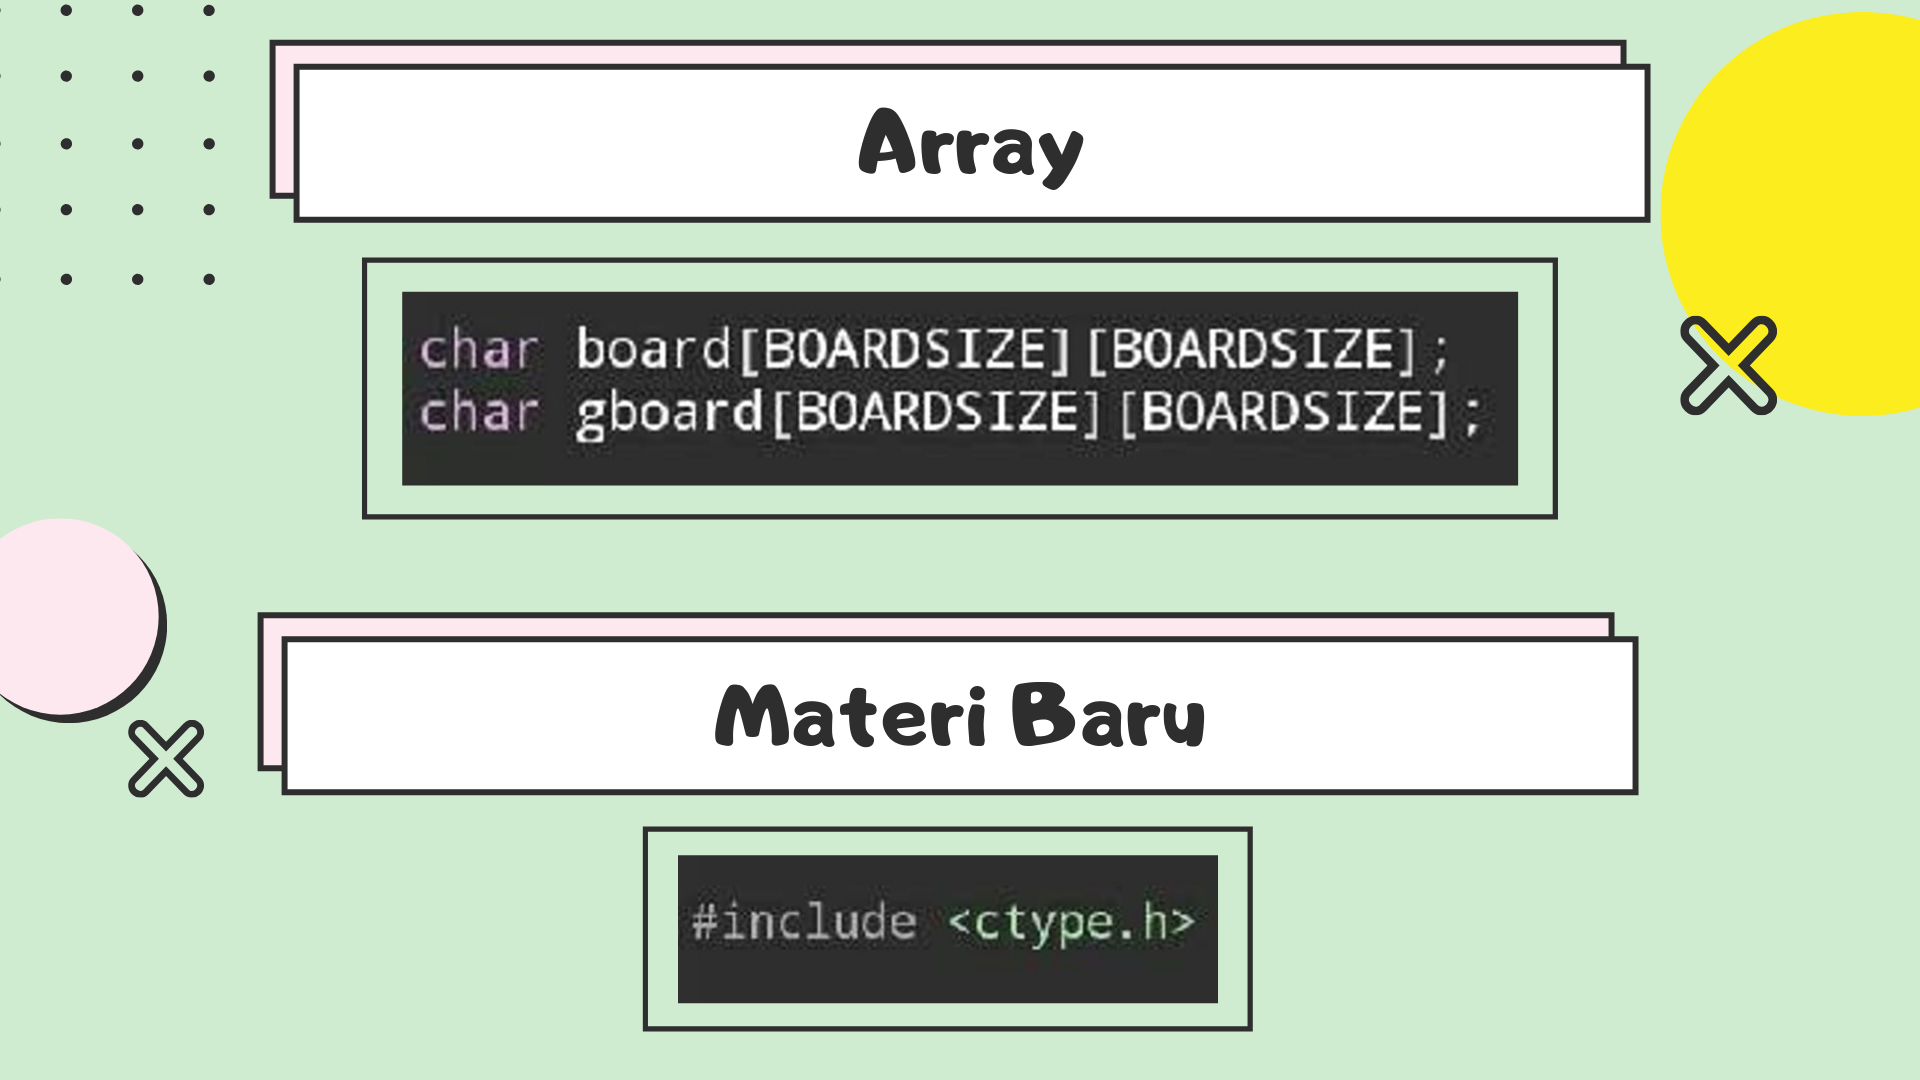 Array
char board[BOARDSIZE][BOARDSIZE];
char gboard[BOARDSIZE][BOARDSIZE];
Materi Baru
#include <ctype.h>